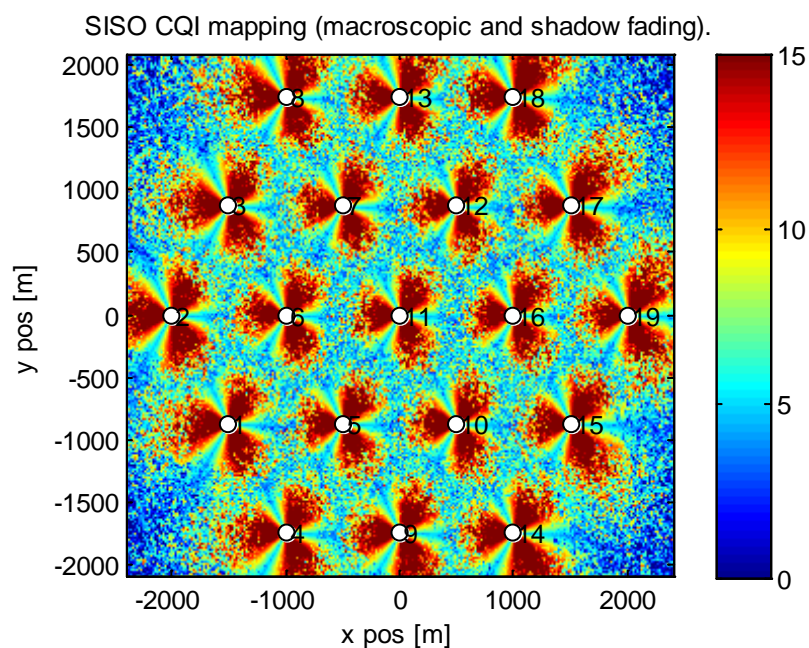 SISO CQI mapping (macroscopic and shadow fading).
2000
1500
1000
500
0
-500
-1000
-1500
-2000
y pos [m]
8 13 18
3 7 12 17
2 6 11 16 19
1 5 10 15
4 9 14
-2000 -1000 0 1000 2000
x pos [m]
15
10
5
0